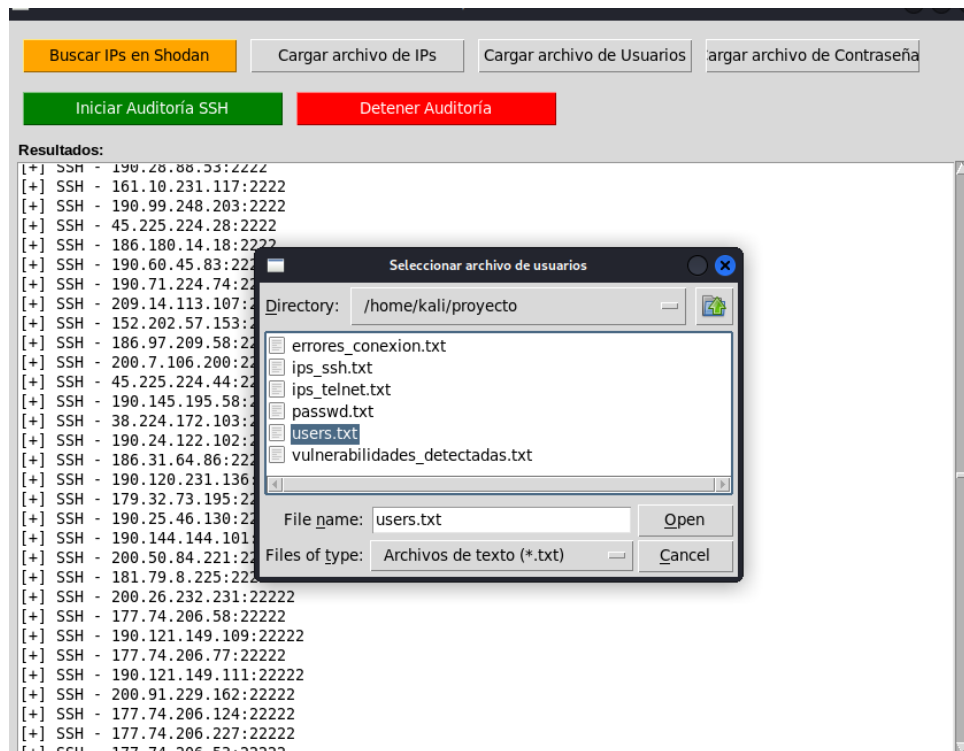 Buscar IPs en Shodan
Cargar archivo de IPs
Cargar archivo de Usuarios
argar archivo de Contraseña
Iniciar Auditoría SSH
Detener Auditoría
Resultados:
[+] SSH - 190.28.88.53:2222
[+] SSH - 161.10.231.117:2222
[+] SSH - 190.99.248.203:2222
[+] SSH - 45.225.224.28:2222
[+] SSH - 186.180.14.18:2222
[+] SSH - 190.60.45.83:222
[+] SSH - 190.71.224.74:22
[+] SSH - 209.14.113.107:2
[+] SSH - 152.202.57.153:2
[+] SSH - 186.97.209.58:22
[+] SSH - 200.7.106.200:22
[+] SSH - 45.225.224.44:22
[+] SSH - 190.145.195.58:2
[+] SSH - 38.224.172.103:2
[+] SSH - 190.24.122.102:2
[+] SSH - 186.31.64.86:222
[+] SSH - 190.120.231.136:
[+] SSH - 179.32.73.195:22
[+] SSH - 190.25.46.130:22
[+] SSH - 190.144.144.101:
[+] SSH - 200.50.84.221:22
[+] SSH - 181.79.8.225:222
[+] SSH - 200.26.232.231:22222
[+] SSH - 177.74.206.58:22222
[+] SSH - 190.121.149.109:22222
[+] SSH - 177.74.206.77:22222
[+] SSH - 190.121.149.111:22222
[+] SSH - 200.91.229.162:22222
[+] SSH - 177.74.206.124:22222
[+] SSH - 177.74.206.227:22222
Seleccionar archivo de usuarios
Directory: /home/kali/proyecto
errores_conexion.txt
ips_ssh.txt
ips_telnet.txt
passwd.txt
users.txt
vulnerabilidades_detectadas.txt
File name: users.txt
Open
Files of type: Archivos de texto (*.txt)
Cancel